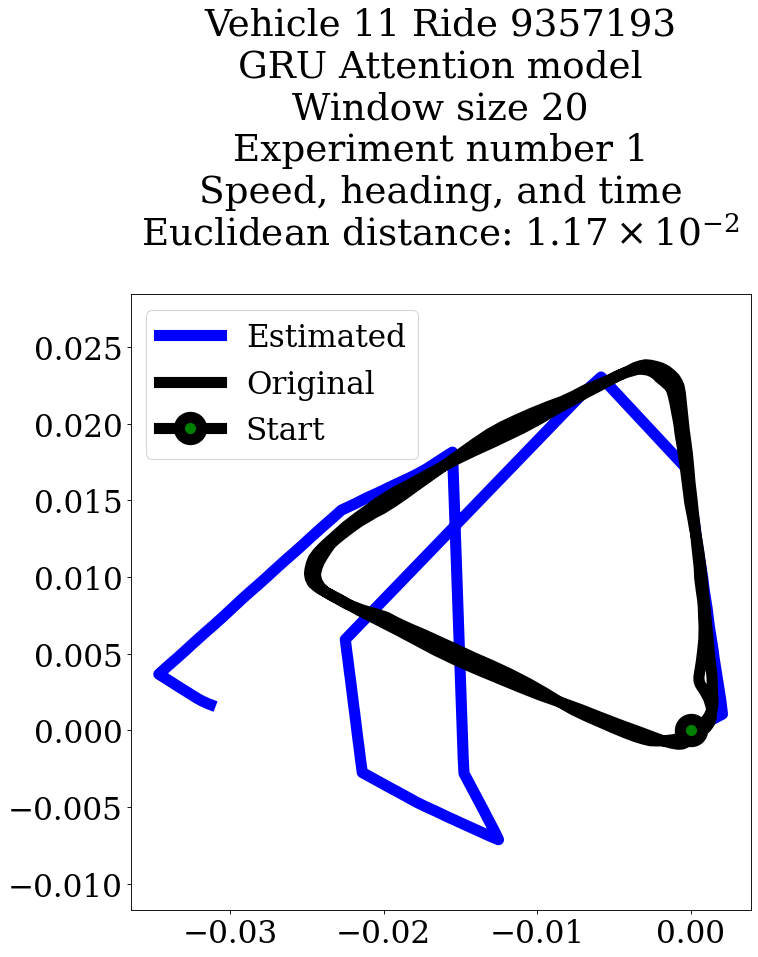 Vehicle 11 Ride 9357193
GRU Attention model
Window size 20
Experiment number 1
Speed, heading, and time
Euclidean distance: 1.17 × 10⁻²
Estimated
Original
Start
0.025
0.020
0.015
0.010
0.005
0.000
−0.005
−0.010
−0.03 −0.02 −0.01 0.00